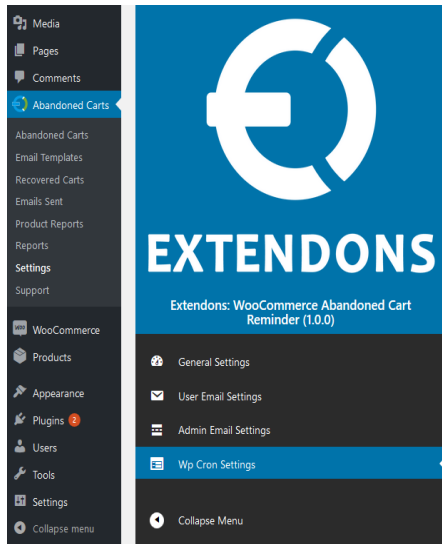 Media
Pages
Comments
Abandoned Carts
Abandoned Carts
Email Templates
Recovered Carts
Emails Sent
Product Reports
Reports
Settings
Support
WOO
WooCommerce
Products
Appearance
Plugins 2
Users
Tools
Settings
Collapse menu
EXTENDONS
Extendons: WooCommerce Abandoned Cart
Reminder (1.0.0)
General Settings
User Email Settings
Admin Email Settings
Wp Cron Settings
Collapse Menu